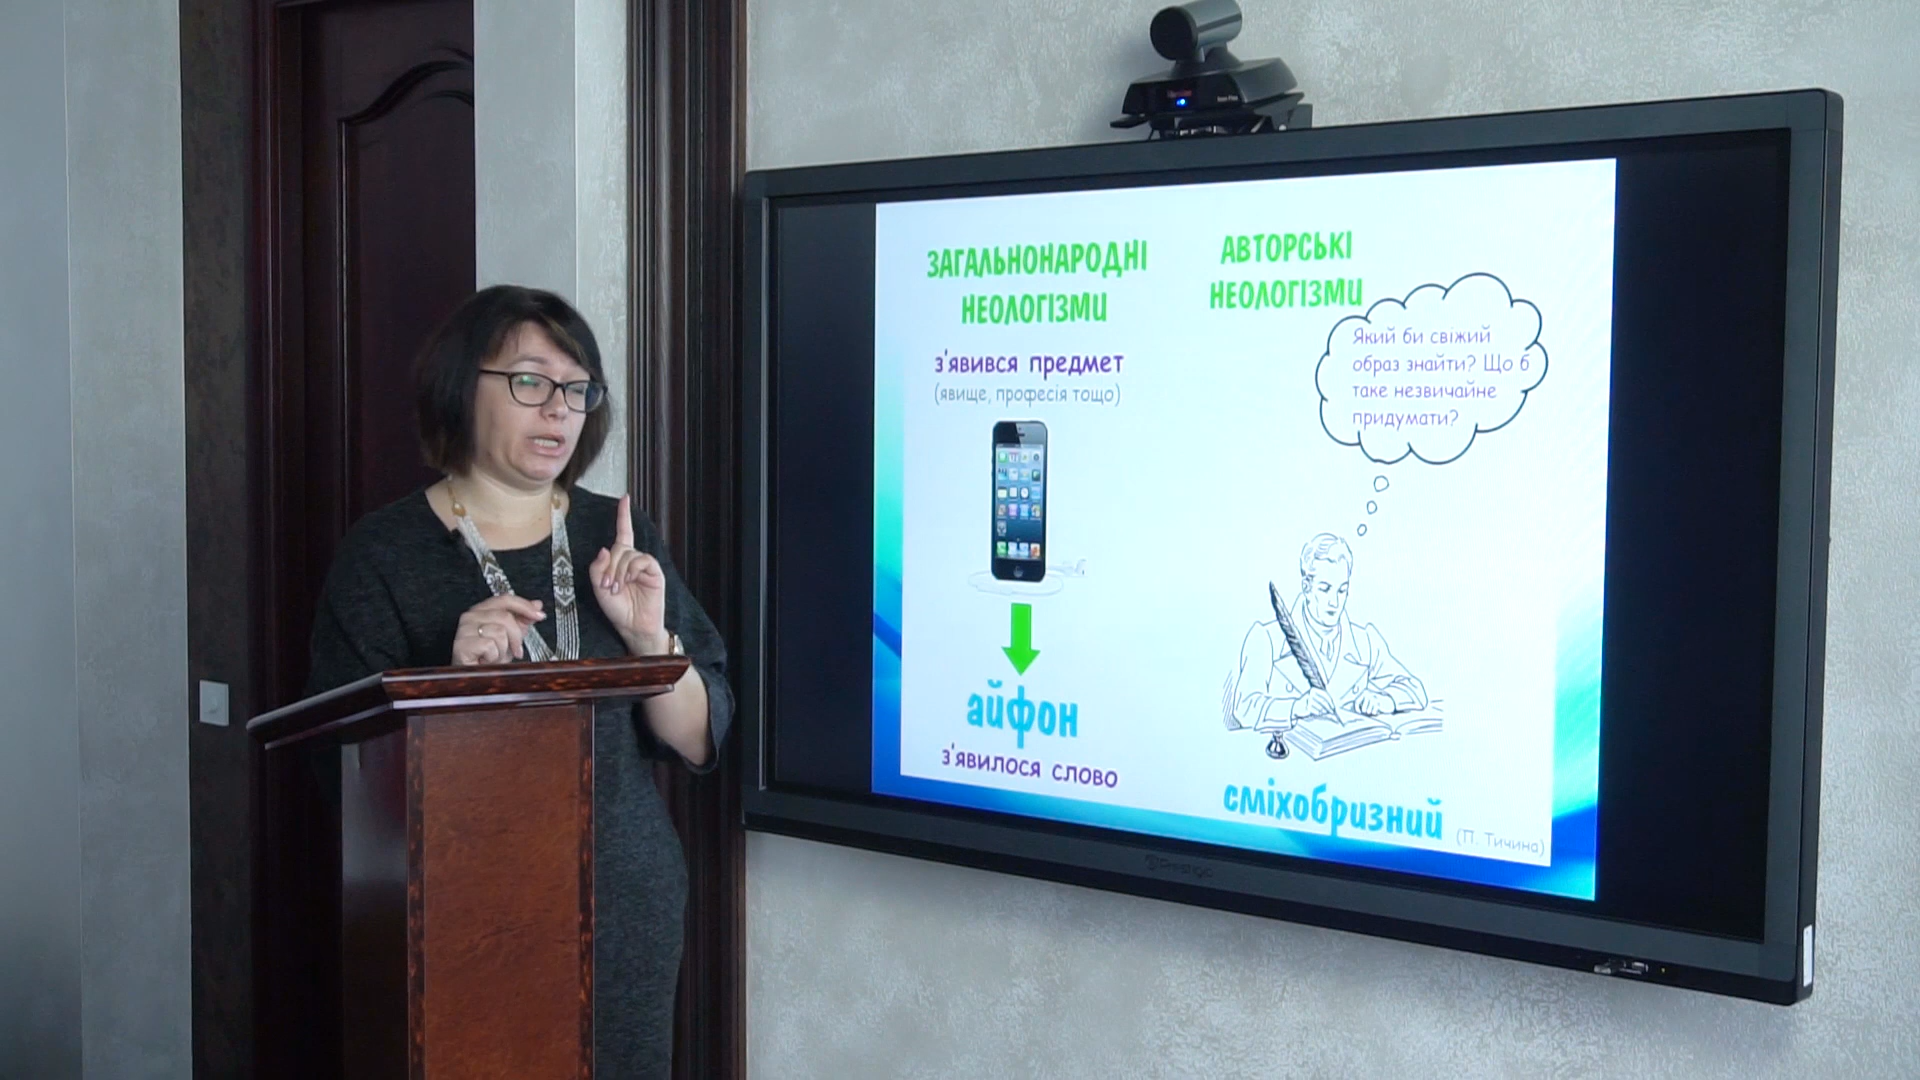 ЗАГАЛЬНОНАРОДНІ
НЕОЛОГІЗМИ
з'явився предмет
(явище, професія тощо)
айфон
з'явилося слово
АВТОРСЬКІ
НЕОЛОГІЗМИ
Який би свіжий
образ знайти? Що б
таке незвичайне
придумати?
сміхобризний
(П. Тичина)
Prestigio